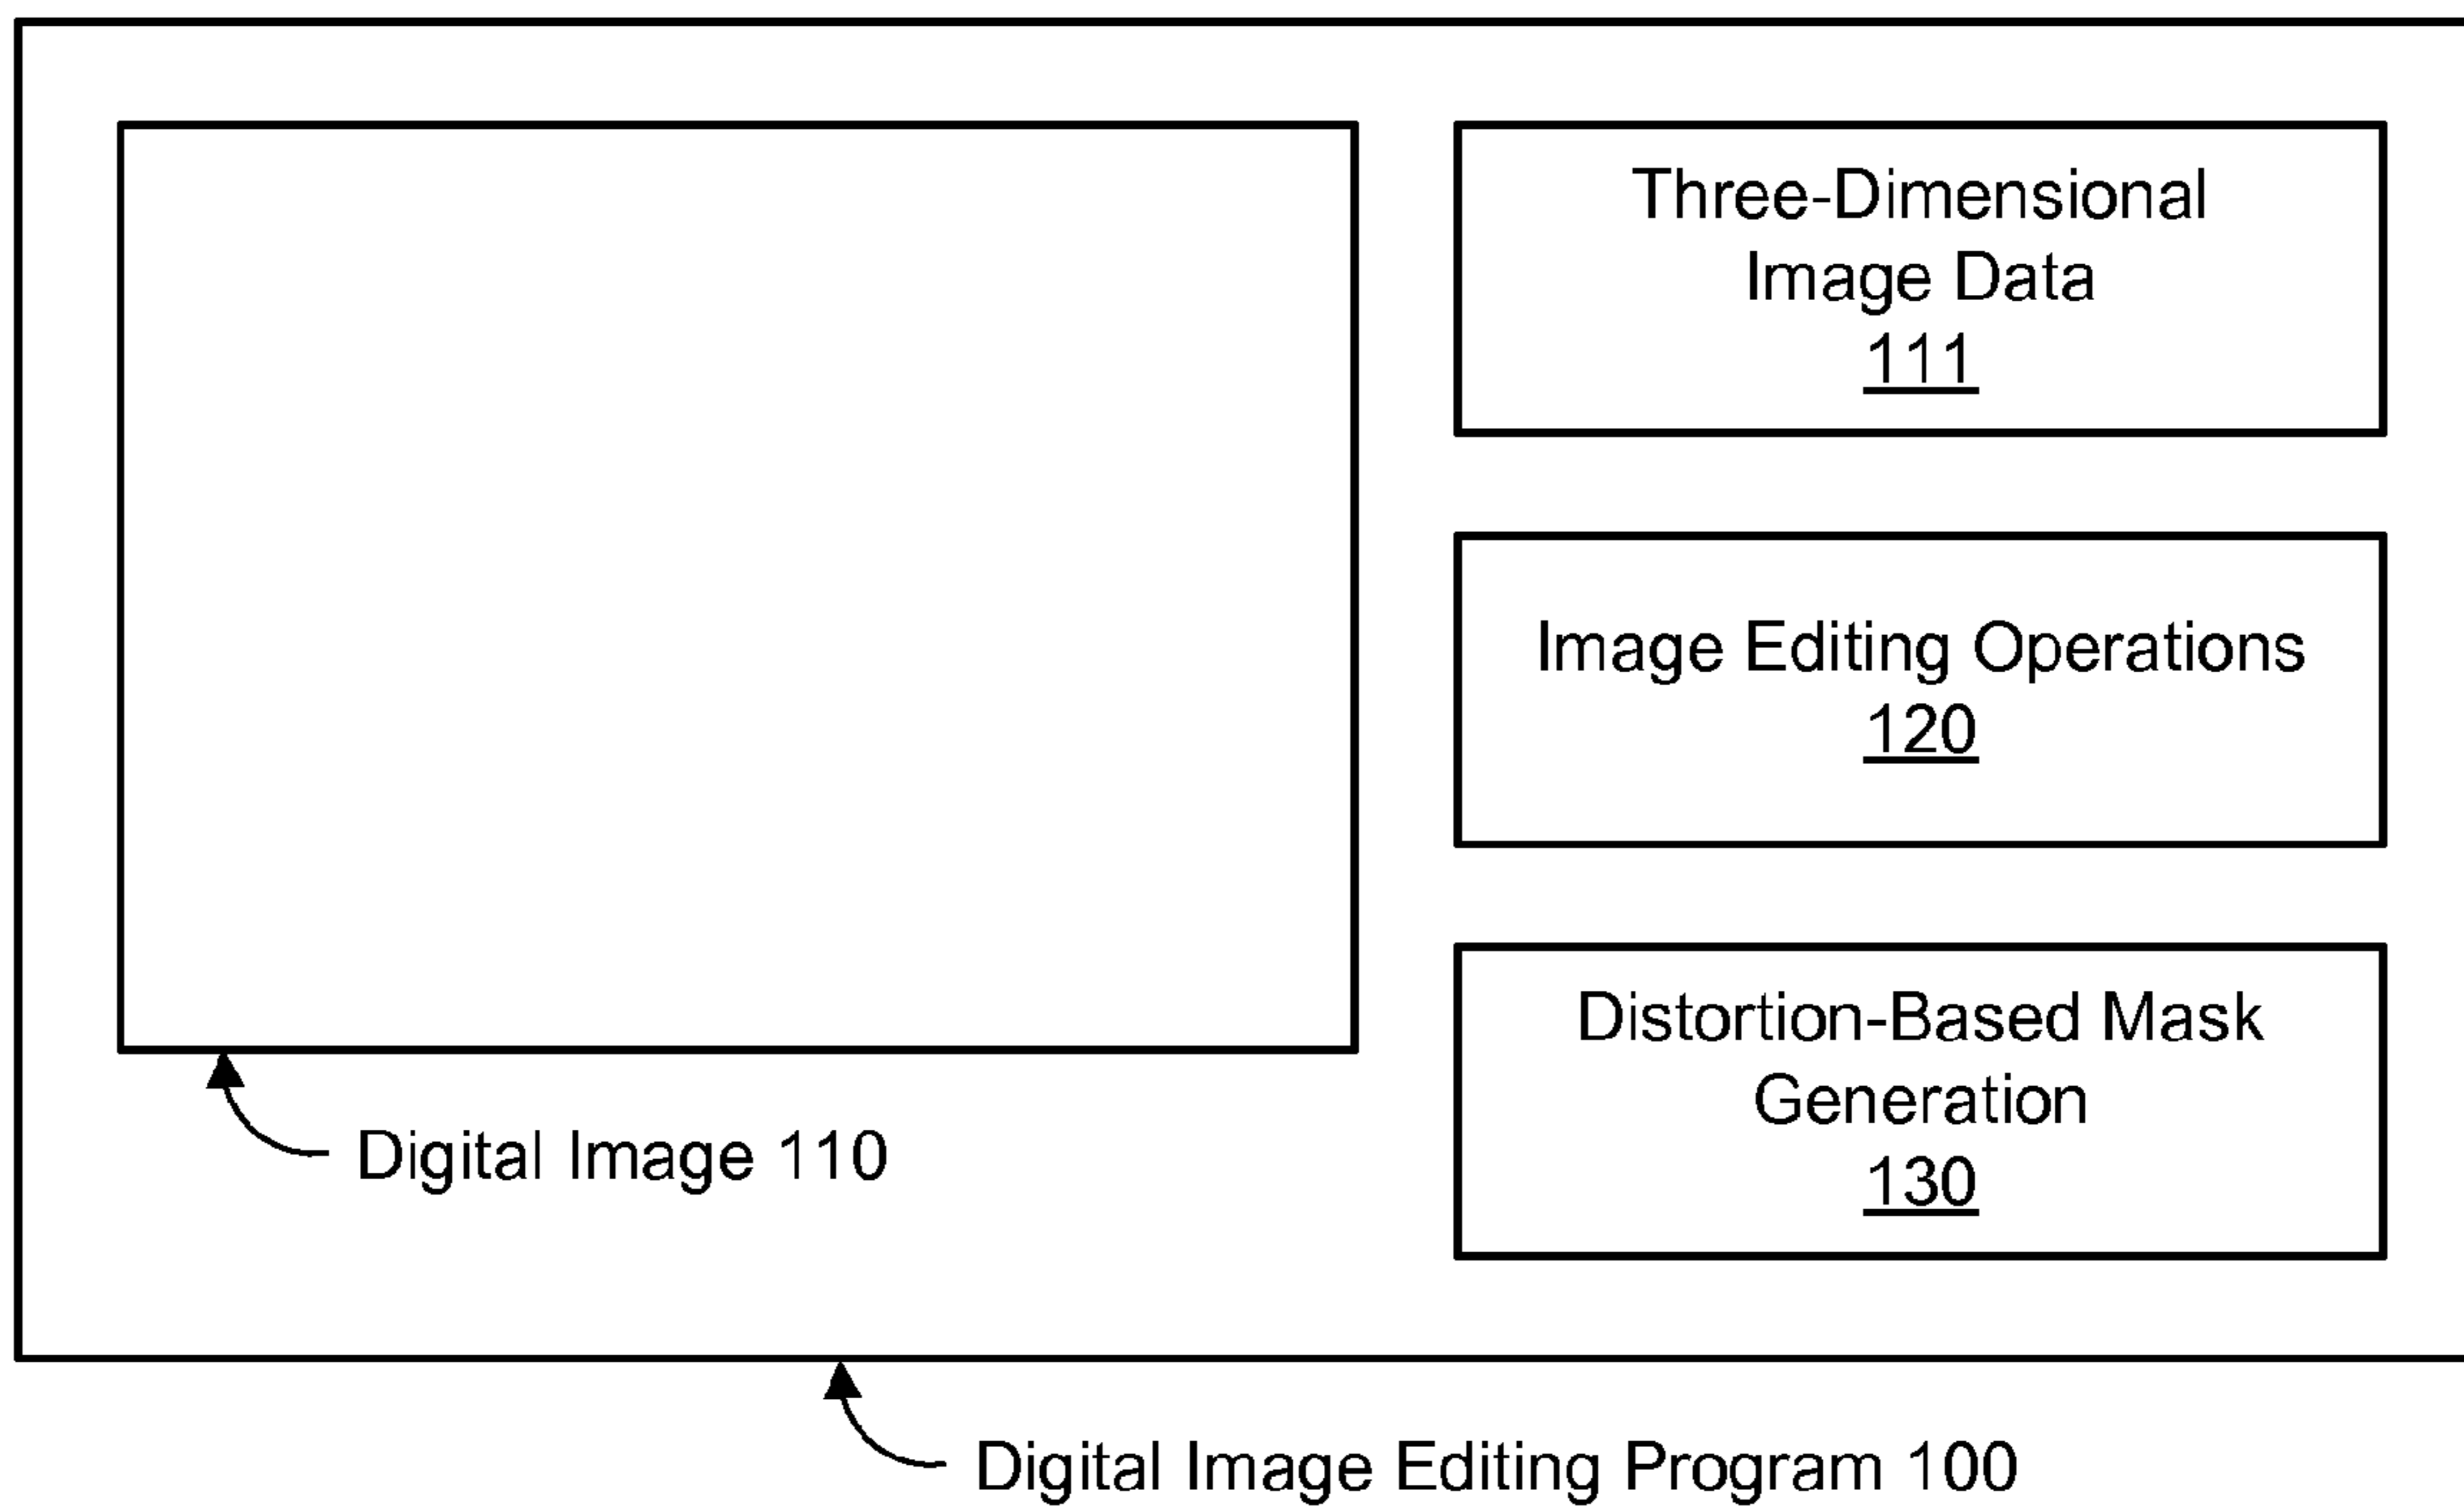 Three-Dimensional
Image Data
111
Image Editing Operations
120
Distortion-Based Mask
Generation
130
Digital Image 110
Digital Image Editing Program 100